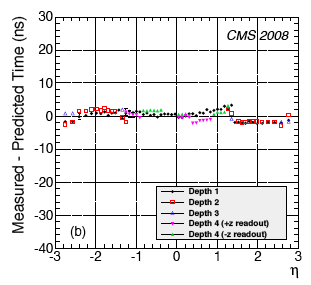 Measured - Predicted Time (ns)
30
20
10
0
-10
-20
-30
-40
CMS 2008
(b)
Depth 1
Depth 2
Depth 3
Depth 4 (+z readout)
Depth 4 (-z readout)
-3 -2 -1 0 1 2 3
η